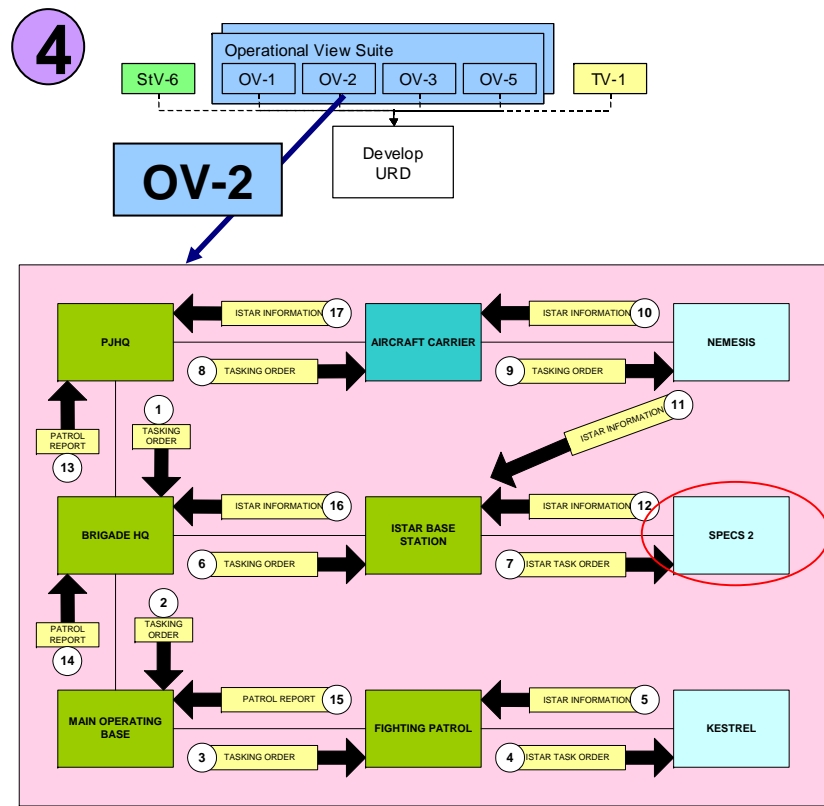 4
Operational View Suite
StV-6
OV-1
OV-2
OV-3
OV-5
TV-1
Develop
URD
OV-2
ISTAR INFORMATION
17
ISTAR INFORMATION
10
PJHQ
AIRCRAFT CARRIER
NEMESIS
8
TASKING ORDER
9
TASKING ORDER
1
11
ISTAR INFORMATION
PATROL
REPORT
13
TASKING
ORDER
ISTAR INFORMATION
16
ISTAR INFORMATION
12
BRIGADE HQ
ISTAR BASE
STATION
SPECS 2
6
TASKING ORDER
7
ISTAR TASK ORDER
2
PATROL
REPORT
14
TASKING
ORDER
PATROL REPORT
15
ISTAR INFORMATION
5
MAIN OPERATING
BASE
FIGHTING PATROL
KESTREL
3
TASKING ORDER
4
ISTAR TASK ORDER